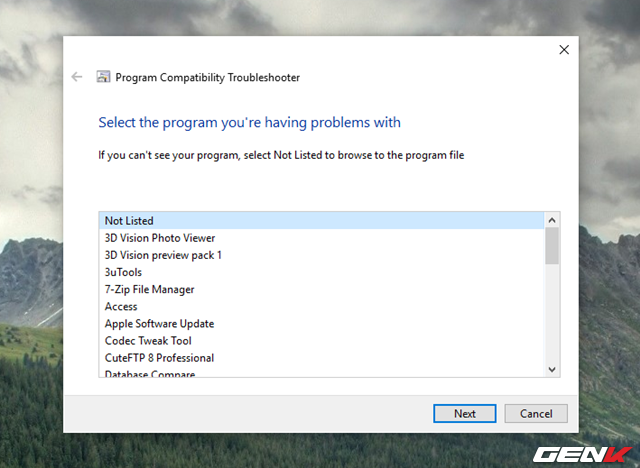 Program Compatibility Troubleshooter
Select the program you're having problems with
If you can't see your program, select Not Listed to browse to the program file
Not Listed
3D Vision Photo Viewer
3D Vision preview pack 1
3uTools
7-Zip File Manager
Access
Apple Software Update
Codec Tweak Tool
CuteFTP 8 Professional
Database Compare
Next
Cancel
GENK